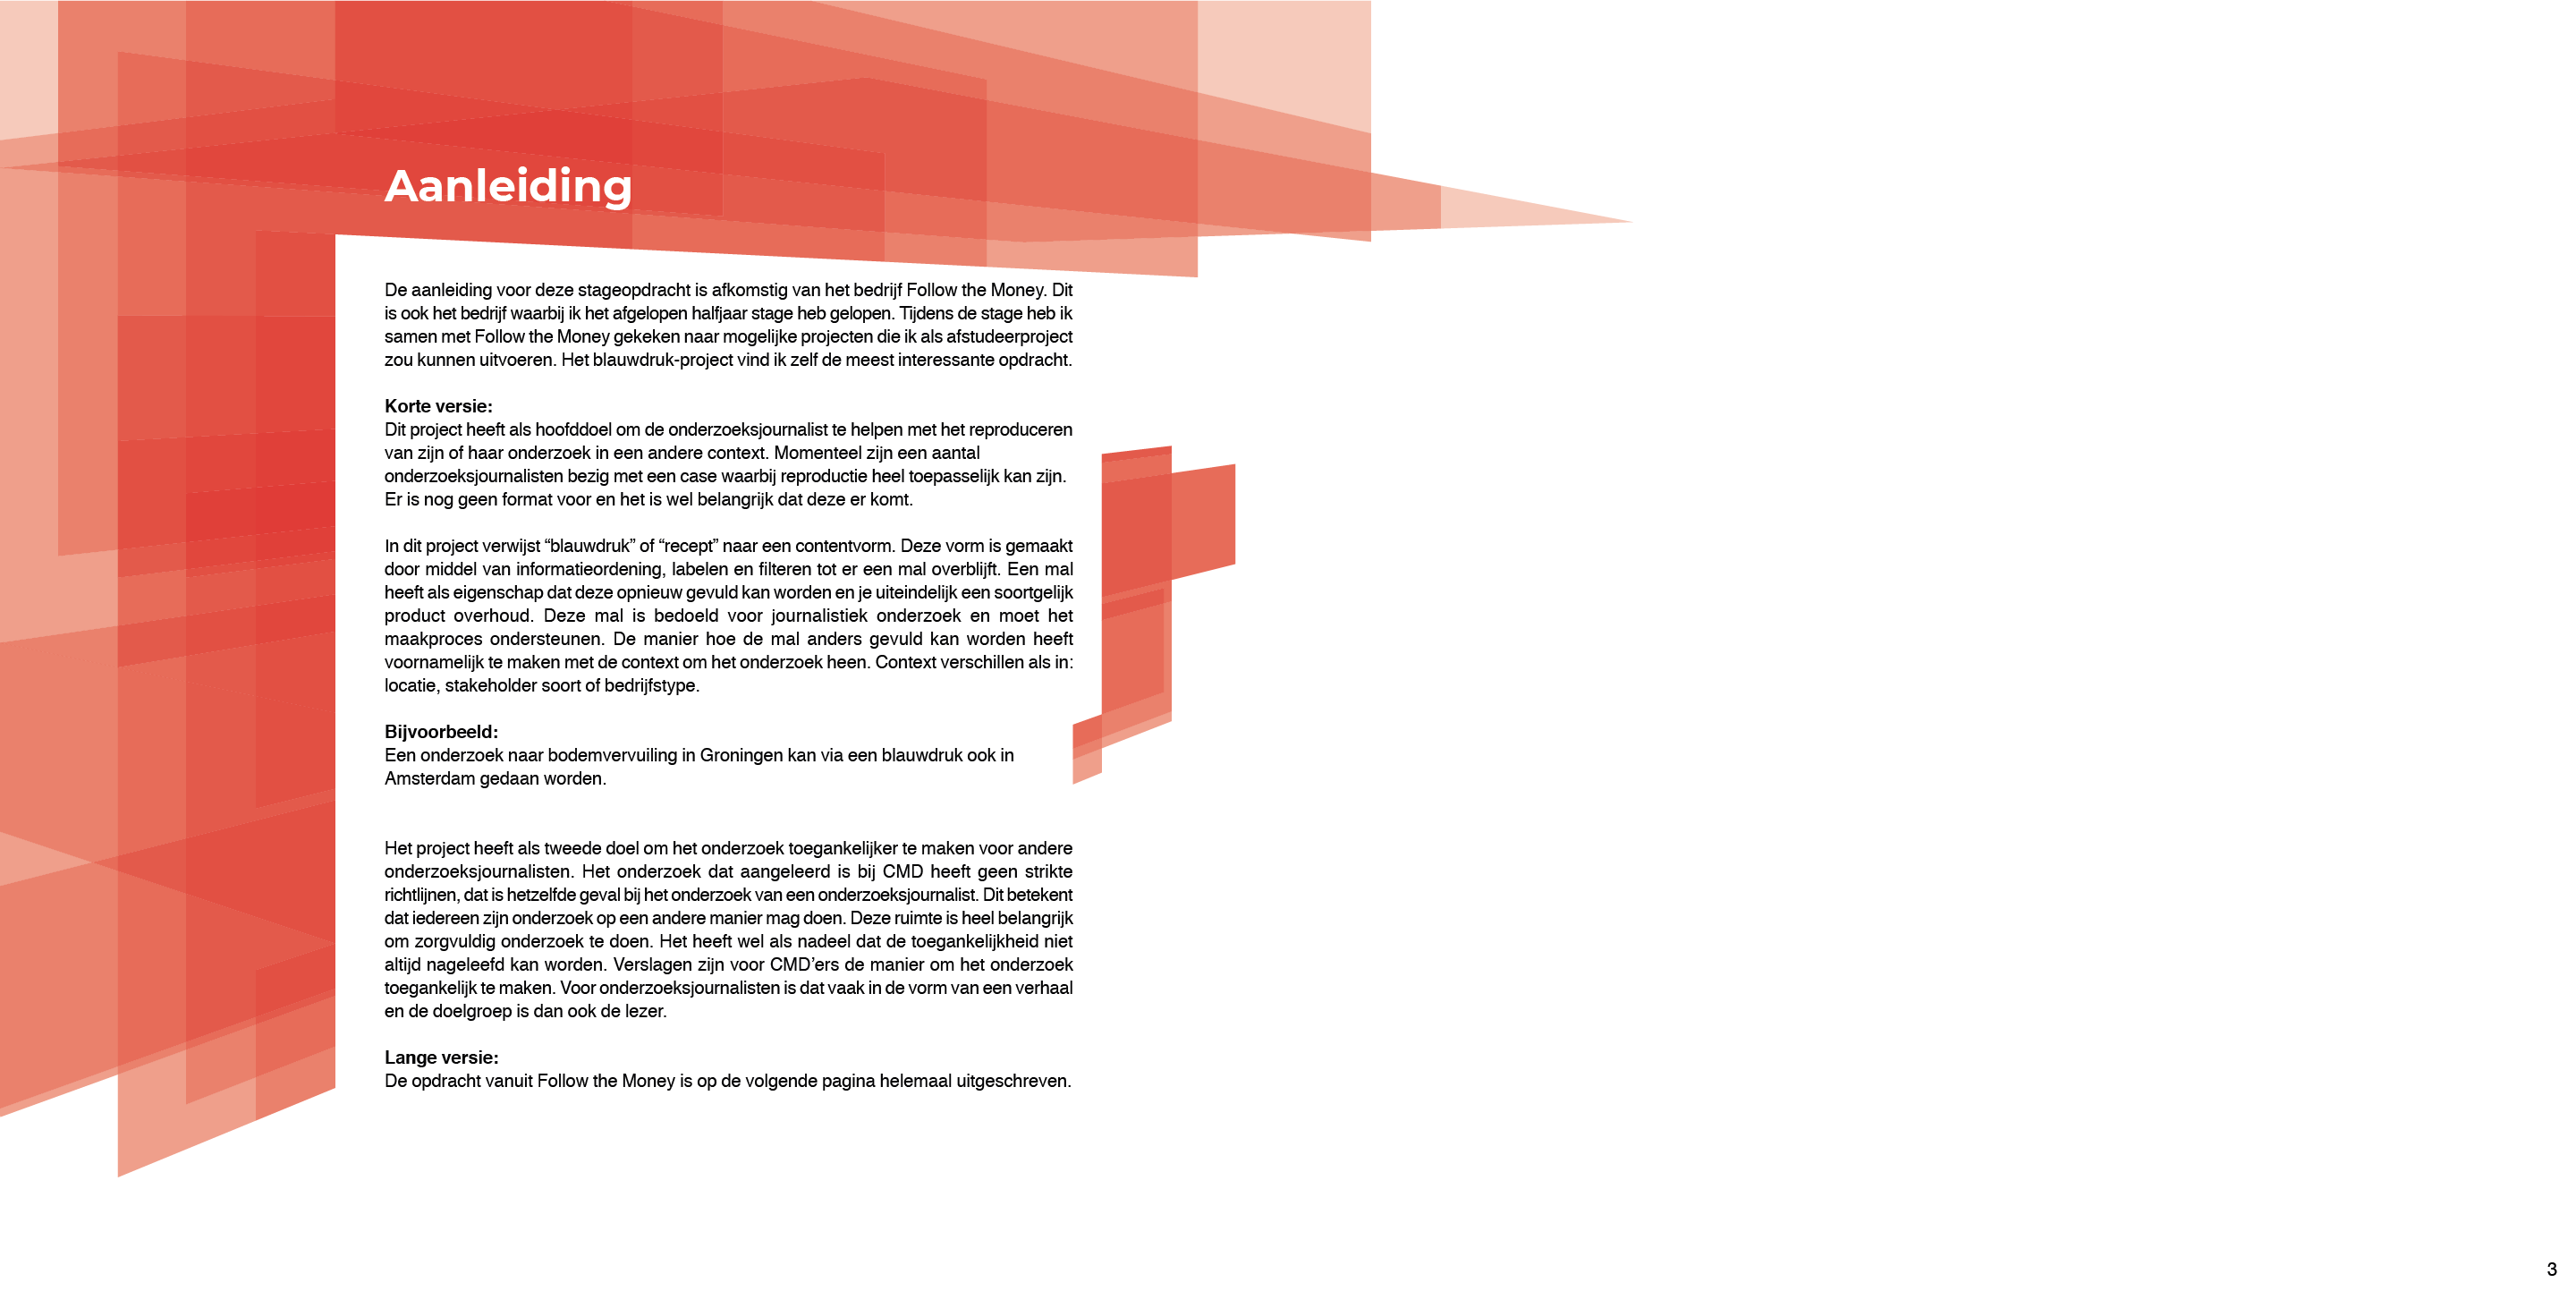 Aanleiding
De aanleiding voor deze stageopdracht is afkomstig van het bedrijf Follow the Money. Dit
is ook het bedrijf waarbij ik het afgelopen halfjaar stage heb gelopen. Tijdens de stage heb ik
samen met Follow the Money gekeken naar mogelijke projecten die ik als afstudeerproject
zou kunnen uitvoeren. Het blauwdruk-project vind ik zelf de meest interessante opdracht.
Korte versie:
Dit project heeft als hoofddoel om de onderzoeksjournalist te helpen met het reproduceren
van zijn of haar onderzoek in een andere context. Momenteel zijn een aantal
onderzoeksjournalisten bezig met een case waarbij reproductie heel toepasselijk kan zijn.
Er is nog geen format voor en het is wel belangrijk dat deze er komt.
In dit project verwijst “blauwdruk” of “recept” naar een contentvorm. Deze vorm is gemaakt
door middel van informatieordening, labelen en filteren tot er een mal overblijft. Een mal
heeft als eigenschap dat deze opnieuw gevuld kan worden en je uiteindelijk een soortgelijk
product overhoud. Deze mal is bedoeld voor journalistiek onderzoek en moet het
maakproces ondersteunen. De manier hoe de mal anders gevuld kan worden heeft
voornamelijk te maken met de context om het onderzoek heen. Context verschillen als in:
locatie, stakeholder soort of bedrijfstype.
Bijvoorbeeld:
Een onderzoek naar bodemvervuiling in Groningen kan via een blauwdruk ook in
Amsterdam gedaan worden.
Het project heeft als tweede doel om het onderzoek toegankelijker te maken voor andere
onderzoeksjournalisten. Het onderzoek dat aangeleerd is bij CMD heeft geen strikte
richtlijnen, dat is hetzelfde geval bij het onderzoek van een onderzoeksjournalist. Dit betekent
dat iedereen zijn onderzoek op een andere manier mag doen. Deze ruimte is heel belangrijk
om zorgvuldig onderzoek te doen. Het heeft wel als nadeel dat de toegankelijkheid niet
altijd nageleefd kan worden. Verslagen zijn voor CMD’ers de manier om het onderzoek
toegankelijk te maken. Voor onderzoeksjournalisten is dat vaak in de vorm van een verhaal
en de doelgroep is dan ook de lezer.
Lange versie:
De opdracht vanuit Follow the Money is op de volgende pagina helemaal uitgeschreven.
3